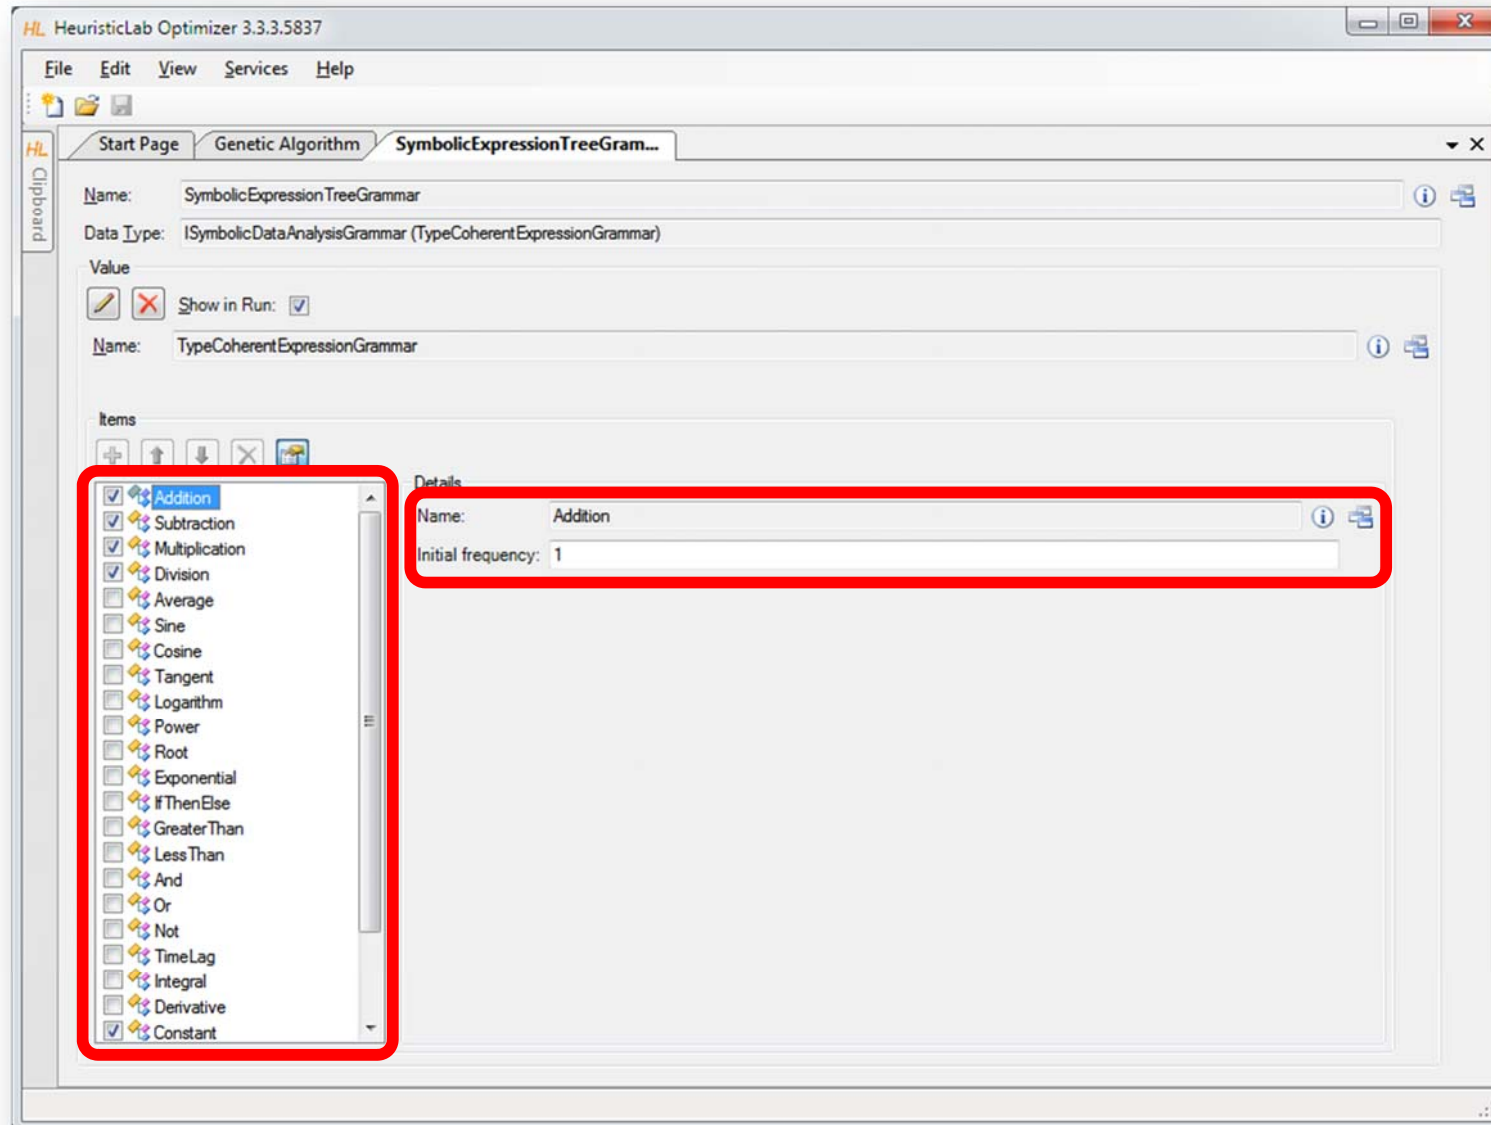 HL HeuristicLab Optimizer 3.3.3.5837
File Edit View Services Help
HL Clipboard
Start Page Genetic Algorithm SymbolicExpressionTreeGram...
Name: SymbolicExpressionTreeGrammar
Data Type: ISymbolicDataAnalysisGrammar (TypeCoherentExpressionGrammar)
Value
Show in Run:
Name: TypeCoherentExpressionGrammar
Items
Addition
Subtraction
Multiplication
Division
Average
Sine
Cosine
Tangent
Logarithm
Power
Root
Exponential
IfThenElse
GreaterThan
LessThan
And
Or
Not
TimeLag
Integral
Derivative
Constant
Details
Name: Addition
Initial frequency: 1